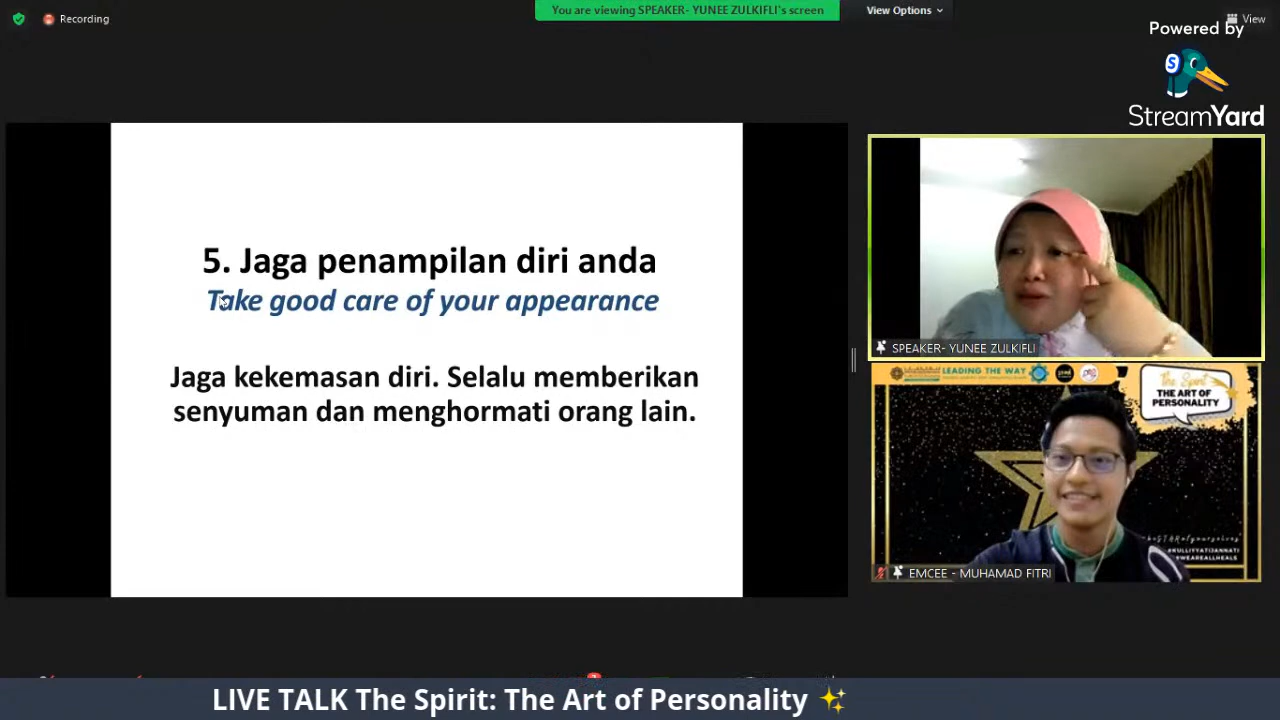 Recording
You are viewing SPEAKER- YUNEE ZULKIFLI's screen
View Options
View
Powered by
StreamYard
5. Jaga penampilan diri anda
Take good care of your appearance
Jaga kekemasan diri. Selalu memberikan
senyuman dan menghormati orang lain.
SPEAKER- YUNEE ZULKIFLI
LEADING THE WAY
The Spirit
THE ART OF
PERSONALITY
#KULLIYYATIJANNATI
#WEAREALLHEALS
EMCEE - MUHAMAD FITRI
LIVE TALK The Spirit: The Art of Personality ✨